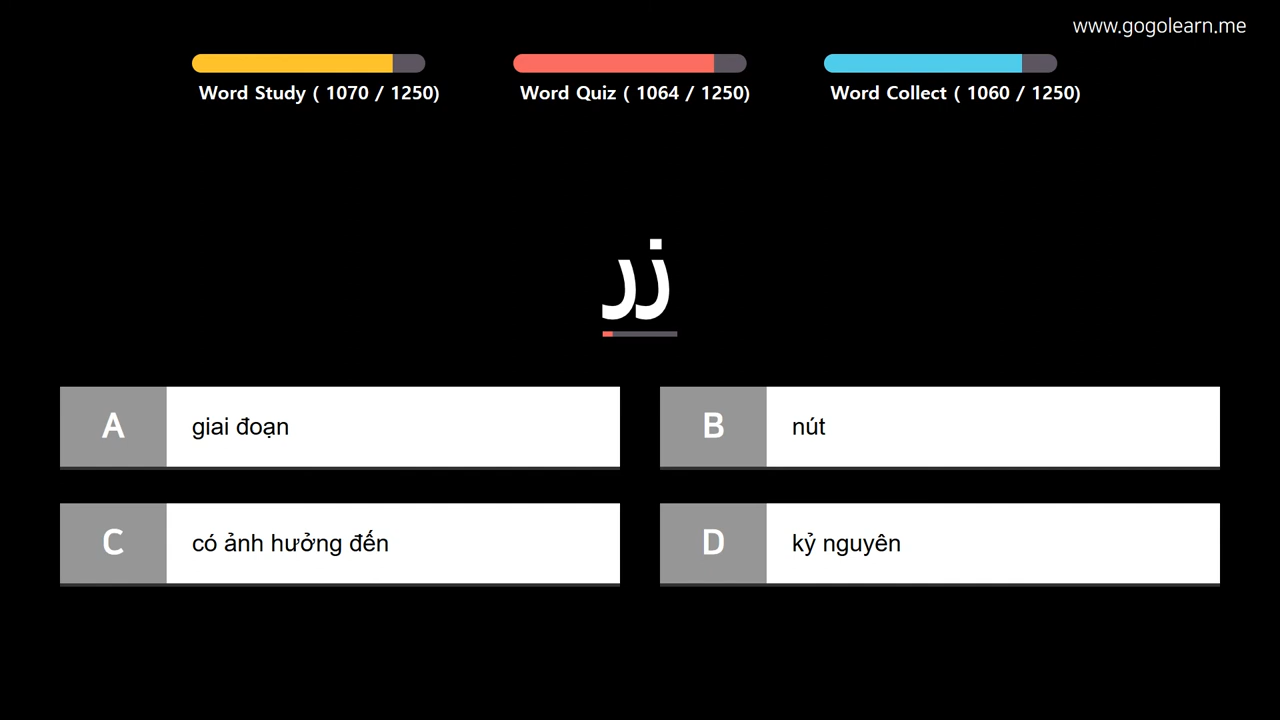 www.gogolearn.me
Word Study ( 1070 / 1250)
Word Quiz ( 1064 / 1250)
Word Collect ( 1060 / 1250)
زر
A
giai đoạn
B
nút
C
có ảnh hưởng đến
D
kỷ nguyên